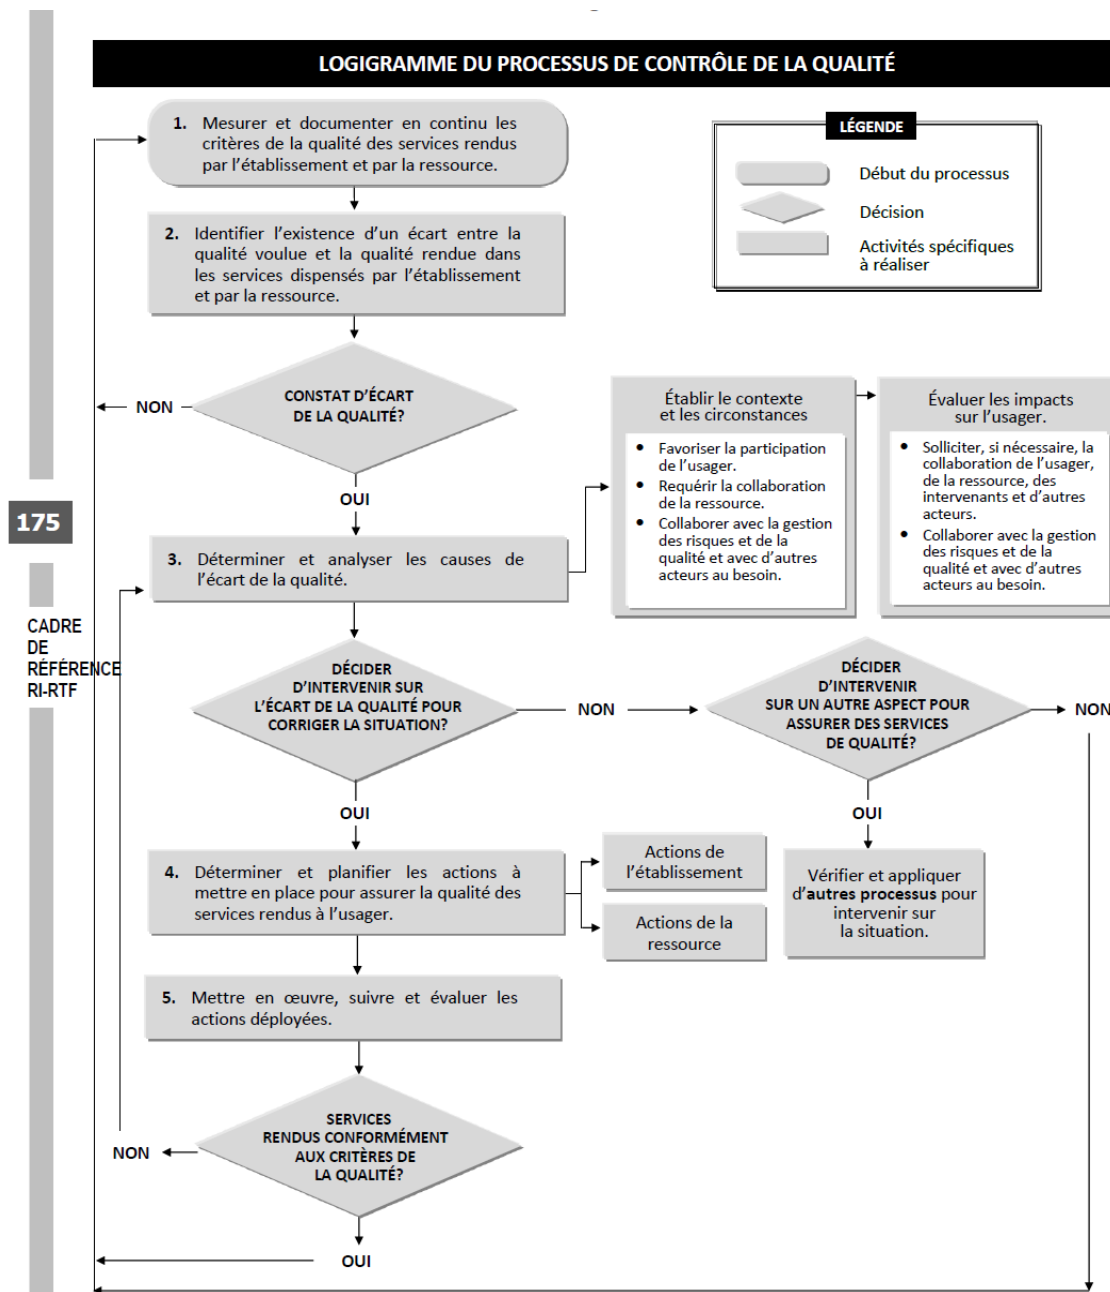 LOGIGRAMME DU PROCESSUS DE CONTRÔLE DE LA QUALITÉ
1. Mesurer et documenter en continu les
critères de la qualité des services rendus
par l’établissement et par la ressource.
LÉGENDE
Début du processus
Décision
Activités spécifiques
à réaliser
2. Identifier l’existence d’un écart entre la
qualité voulue et la qualité rendue dans
les services dispensés par l’établissement
et par la ressource.
CONSTAT D’ÉCART
DE LA QUALITÉ?
NON
OUI
Établir le contexte
et les circonstances
• Favoriser la participation
de l’usager.
• Requérir la collaboration
de la ressource.
• Collaborer avec la gestion
des risques et de la
qualité et avec d’autres
acteurs au besoin.
Évaluer les impacts
sur l’usager.
• Solliciter, si nécessaire, la
collaboration de l’usager,
de la ressource, des
intervenants et d’autres
acteurs.
• Collaborer avec la gestion
des risques et de la
qualité et avec d’autres
acteurs au besoin.
175
3. Déterminer et analyser les causes de
l’écart de la qualité.
CADRE
DE
RÉFÉRENCE
RI-RTF
DÉCIDER
D’INTERVENIR SUR
L’ÉCART DE LA QUALITÉ POUR
CORRIGER LA SITUATION?
NON
DÉCIDER
D’INTERVENIR
SUR UN AUTRE ASPECT POUR
ASSURER DES SERVICES
DE QUALITÉ?
NON
OUI
OUI
4. Déterminer et planifier les actions à
mettre en place pour assurer la qualité des
services rendus à l’usager.
Actions de
l’établissement
Actions de la
ressource
Vérifier et appliquer
d’autres processus pour
intervenir sur
la situation.
5. Mettre en œuvre, suivre et évaluer les
actions déployées.
SERVICES
RENDUS CONFORMÉMENT
AUX CRITÈRES DE
LA QUALITÉ?
NON
OUI